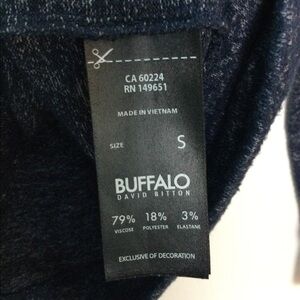 CA 60224
RN 149651
MADE IN VIETNAM
SIZE S
BUFFALO
DAVID BITTON
79% 18% 3%
VISCOSE POLYESTER ELASTANE
EXCLUSIVE OF DECORATION